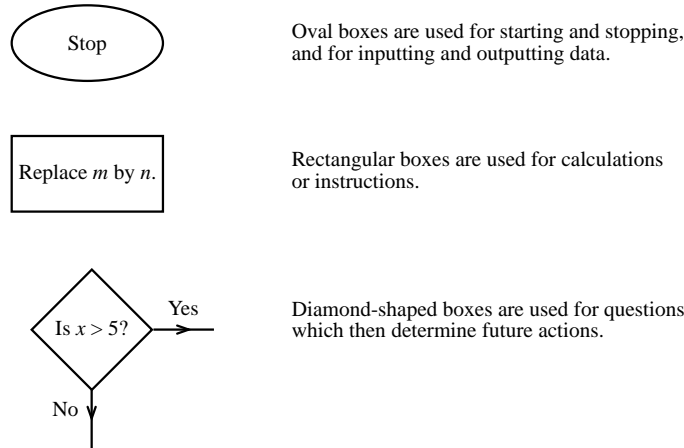 Stop
Oval boxes are used for starting and stopping,
and for inputting and outputting data.
Replace m by n.
Rectangular boxes are used for calculations
or instructions.
Is x > 5?
Yes
Diamond-shaped boxes are used for questions
which then determine future actions.
No